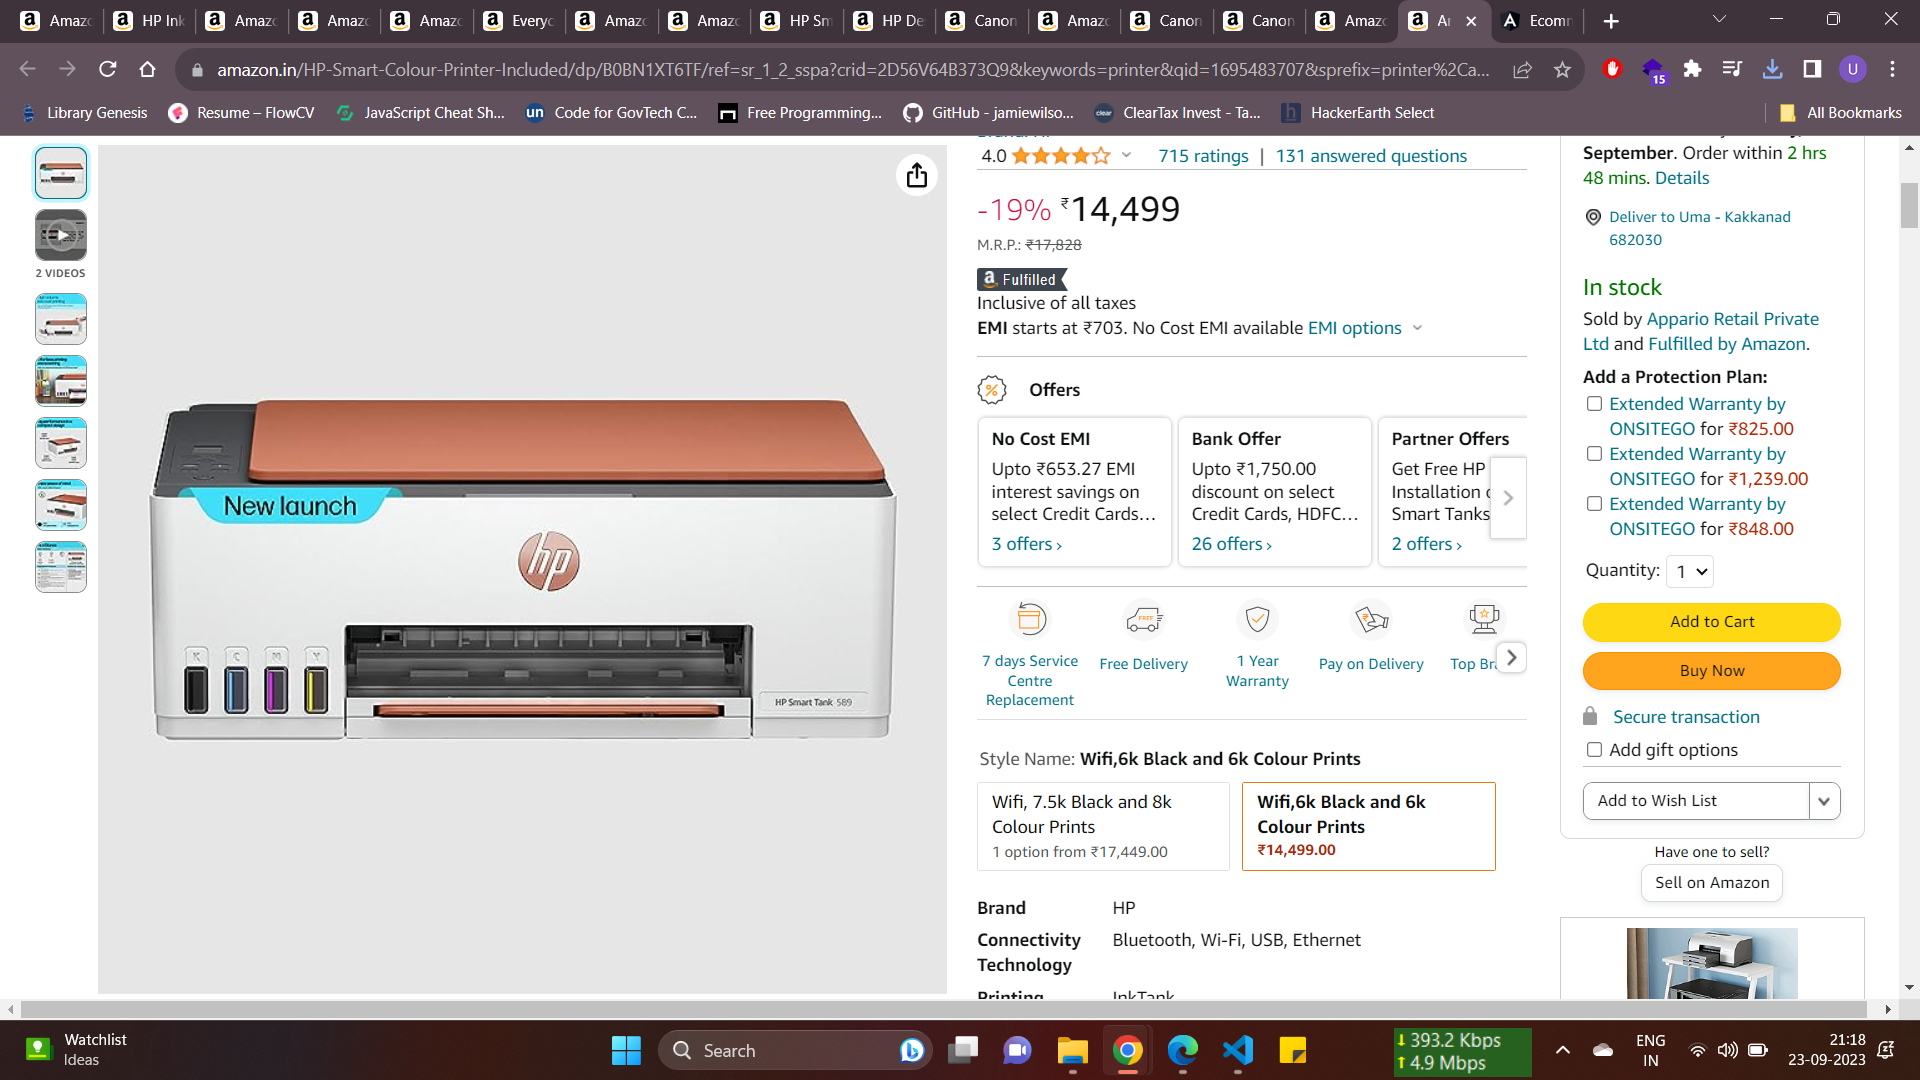 Amazo
HP Ink
Amazo
Amazo
Amazo
Everyo
Amazo
Amazo
HP Sm
HP De
Canon
Amazo
Canon
Canon
Amazo
Ar
Ecomm
amazon.in/HP-Smart-Colour-Printer-Included/dp/B0BN1XT6TF/ref=sr_1_2_sspa?crid=2D56V64B373Q9&keywords=printer&qid=1695483707&sprefix=printer%2Ca...
15
U
Library Genesis
Resume – FlowCV
JavaScript Cheat Sh...
un Code for GovTech C...
Free Programming...
GitHub - jamiewilso...
clear ClearTax Invest - Ta...
h HackerEarth Select
All Bookmarks
2 VIDEOS
New launch
hp
K C M Y
HP Smart Tank 589
4.0
715 ratings | 131 answered questions
-19% ₹14,499
M.R.P.: ₹17,828
a Fulfilled
Inclusive of all taxes
EMI starts at ₹703. No Cost EMI available EMI options
Offers
No Cost EMI
Upto ₹653.27 EMI
interest savings on
select Credit Cards…
3 offers ›
Bank Offer
Upto ₹1,750.00
discount on select
Credit Cards, HDFC…
26 offers ›
Partner Offers
Get Free HP
Installation
Smart Tanks
2 offers ›
7 days Service
Centre
Replacement
FREE
Free Delivery
1 Year
Warranty
Pay on Delivery
Top Br
Style Name: Wifi,6k Black and 6k Colour Prints
Wifi, 7.5k Black and 8k
Colour Prints
1 option from ₹17,449.00
Wifi,6k Black and 6k
Colour Prints
₹14,499.00
Brand HP
Connectivity Bluetooth, Wi-Fi, USB, Ethernet
Technology
Printing InkTank
September. Order within 2 hrs
48 mins. Details
Deliver to Uma - Kakkanad
682030
In stock
Sold by Appario Retail Private
Ltd and Fulfilled by Amazon.
Add a Protection Plan:
Extended Warranty by
ONSITEGO for ₹825.00
Extended Warranty by
ONSITEGO for ₹1,239.00
Extended Warranty by
ONSITEGO for ₹848.00
Quantity: 1
Add to Cart
Buy Now
Secure transaction
Add gift options
Add to Wish List
Have one to sell?
Sell on Amazon
Watchlist
Ideas
Search
393.2 Kbps
4.9 Mbps
ENG
IN
21:18
23-09-2023